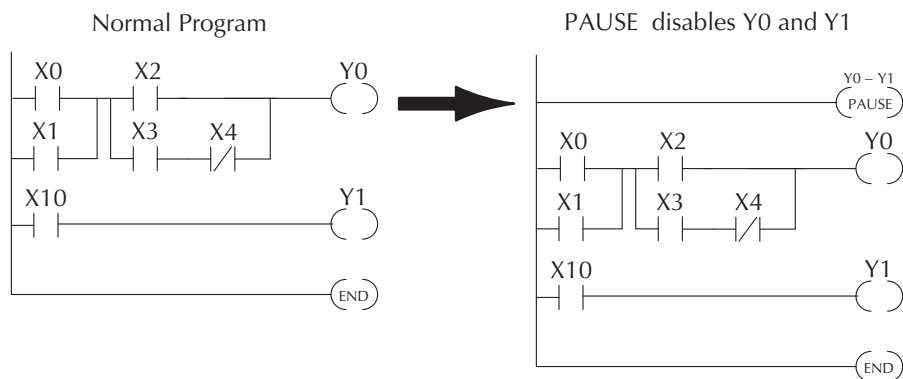 Normal Program
X0 X2 Y0
X1 X3 X4
X10 Y1
END
PAUSE disables Y0 and Y1
Y0 – Y1
PAUSE
X0 X2 Y0
X1 X3 X4
X10 Y1
END